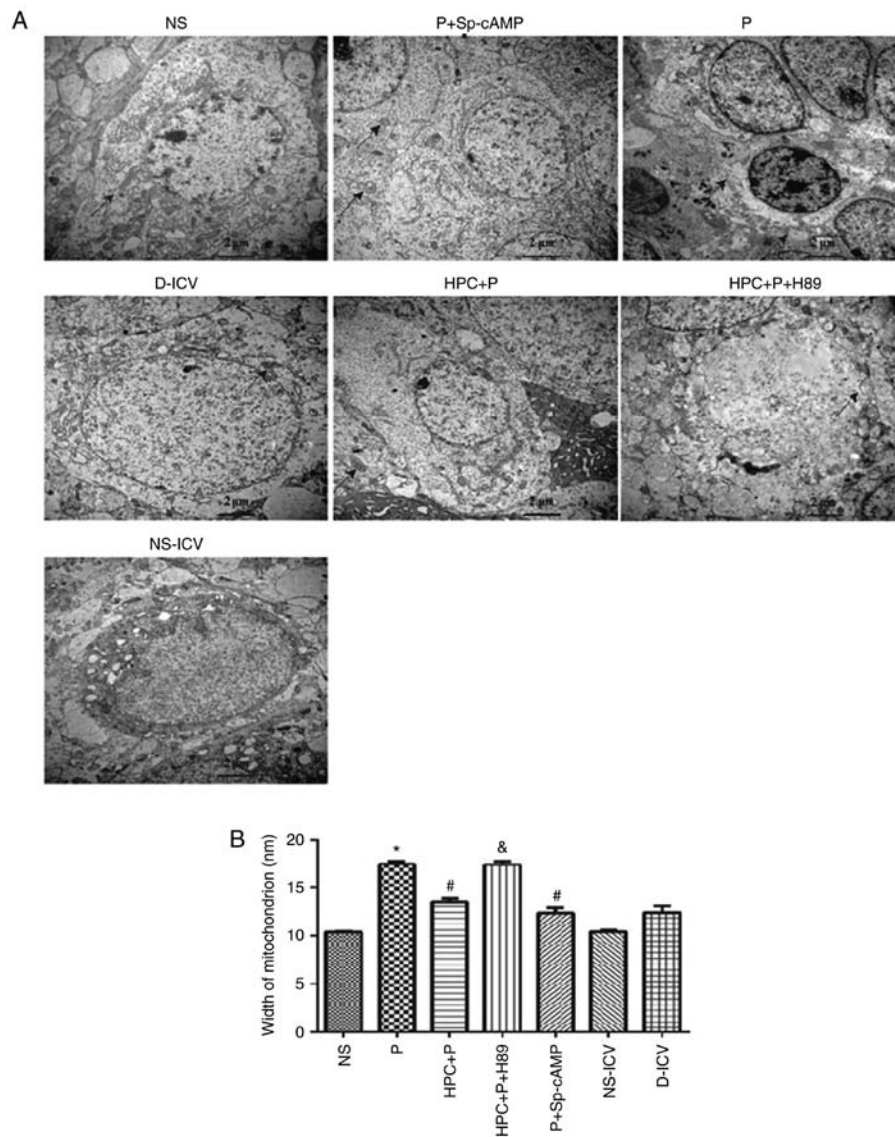 A
NS
P+Sp-cAMP
P
2 μm
2 μm
2 μm
D-ICV
HPC+P
HPC+P+H89
2 μm
2 μm
2 μm
NS-ICV
B
Width of mitochondrion (nm)
20
15
10
5
0
*
#
&
#
NS
P
HPC+P
HPC+P+H89
P+Sp-cAMP
NS-ICV
D-ICV